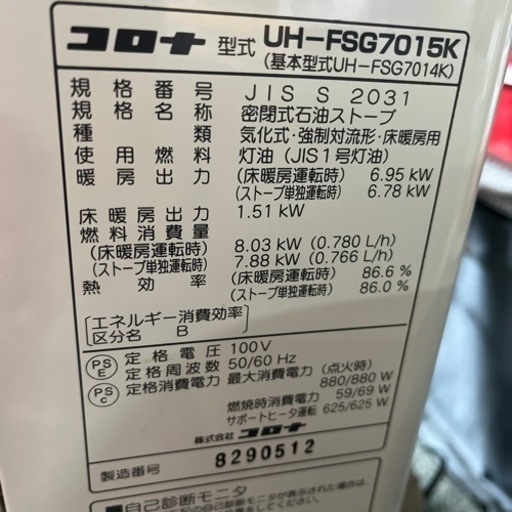 コロナ 型式 UH-FSG7015K
(基本型式UH-FSG7014K)
規格番号 JIS S 2031
規格名称 密閉式石油ストーブ
種類 気化式・強制対流形・床暖房用
使用燃料 灯油(JIS1号灯油)
暖房出力 (床暖房運転時) 6.95 kW
(ストーブ単独運転時) 6.78 kW
床暖房出力 1.51 kW
燃料消費量
(床暖房運転時) 8.03 kW (0.780 L/h)
(ストーブ単独運転時) 7.88 kW (0.766 L/h)
熱効率 (床暖房運転時) 86.6 %
(ストーブ単独運転時) 86.0 %
[エネルギー消費効率]
区分名 B
PS E 定格電圧 100V
定格周波数 50/60 Hz
PS C 定格消費電力 最大消費電力 (点火時)
880/880 W
燃焼時消費電力 59/69 W
サポートヒータ運転 625/625 W
株式会社 コロナ
製造番号 8290512
■自己診断モニタ